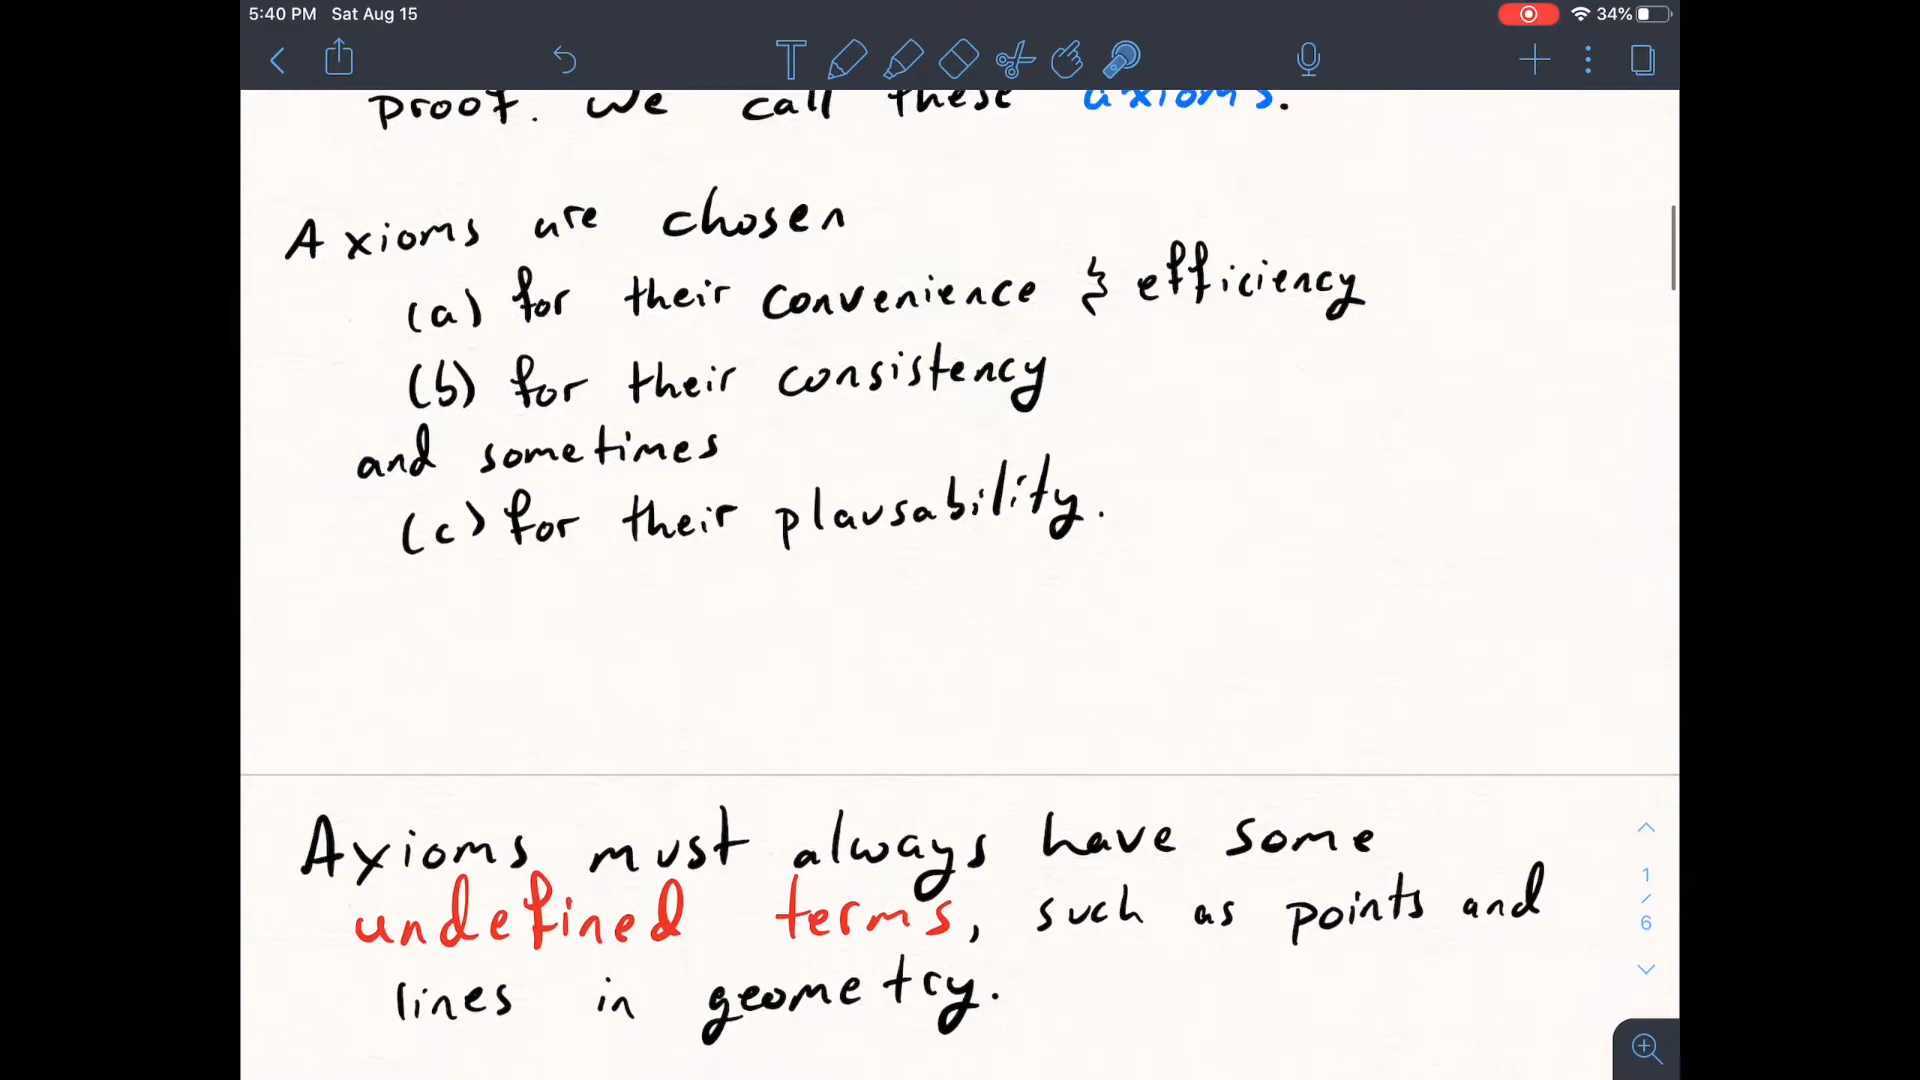 5:40 PM Sat Aug 15
34%
proof. We call these axioms.
Axioms are chosen
(a) for their convenience & efficiency
(b) for their consistency
and sometimes
(c) for their plausability.
Axioms must always have some
undefined terms, such as points and
lines in geometry.
1
/
6